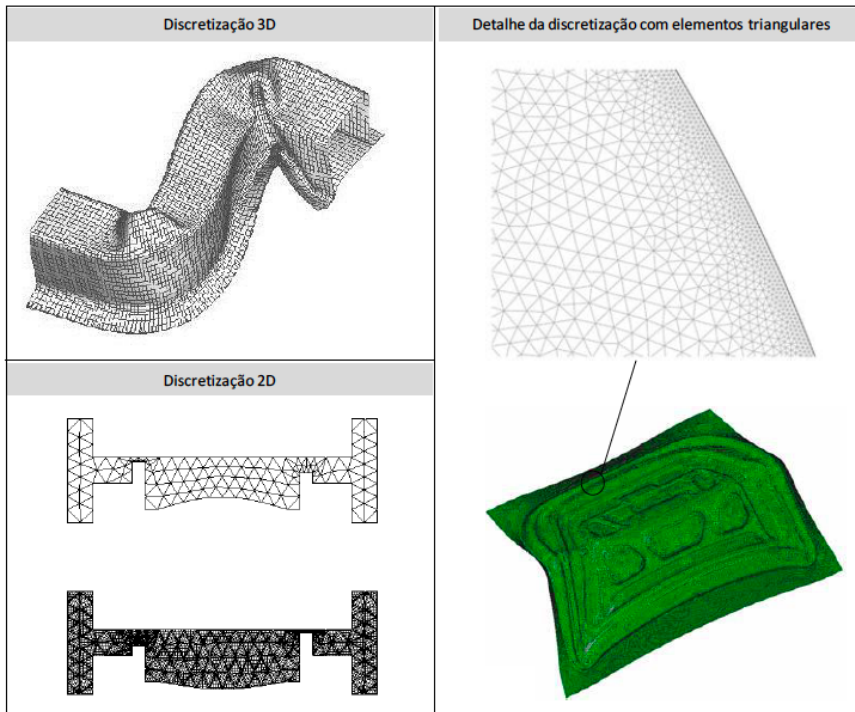 Discretização 3D
Detalhe da discretização com elementos triangulares
Discretização 2D